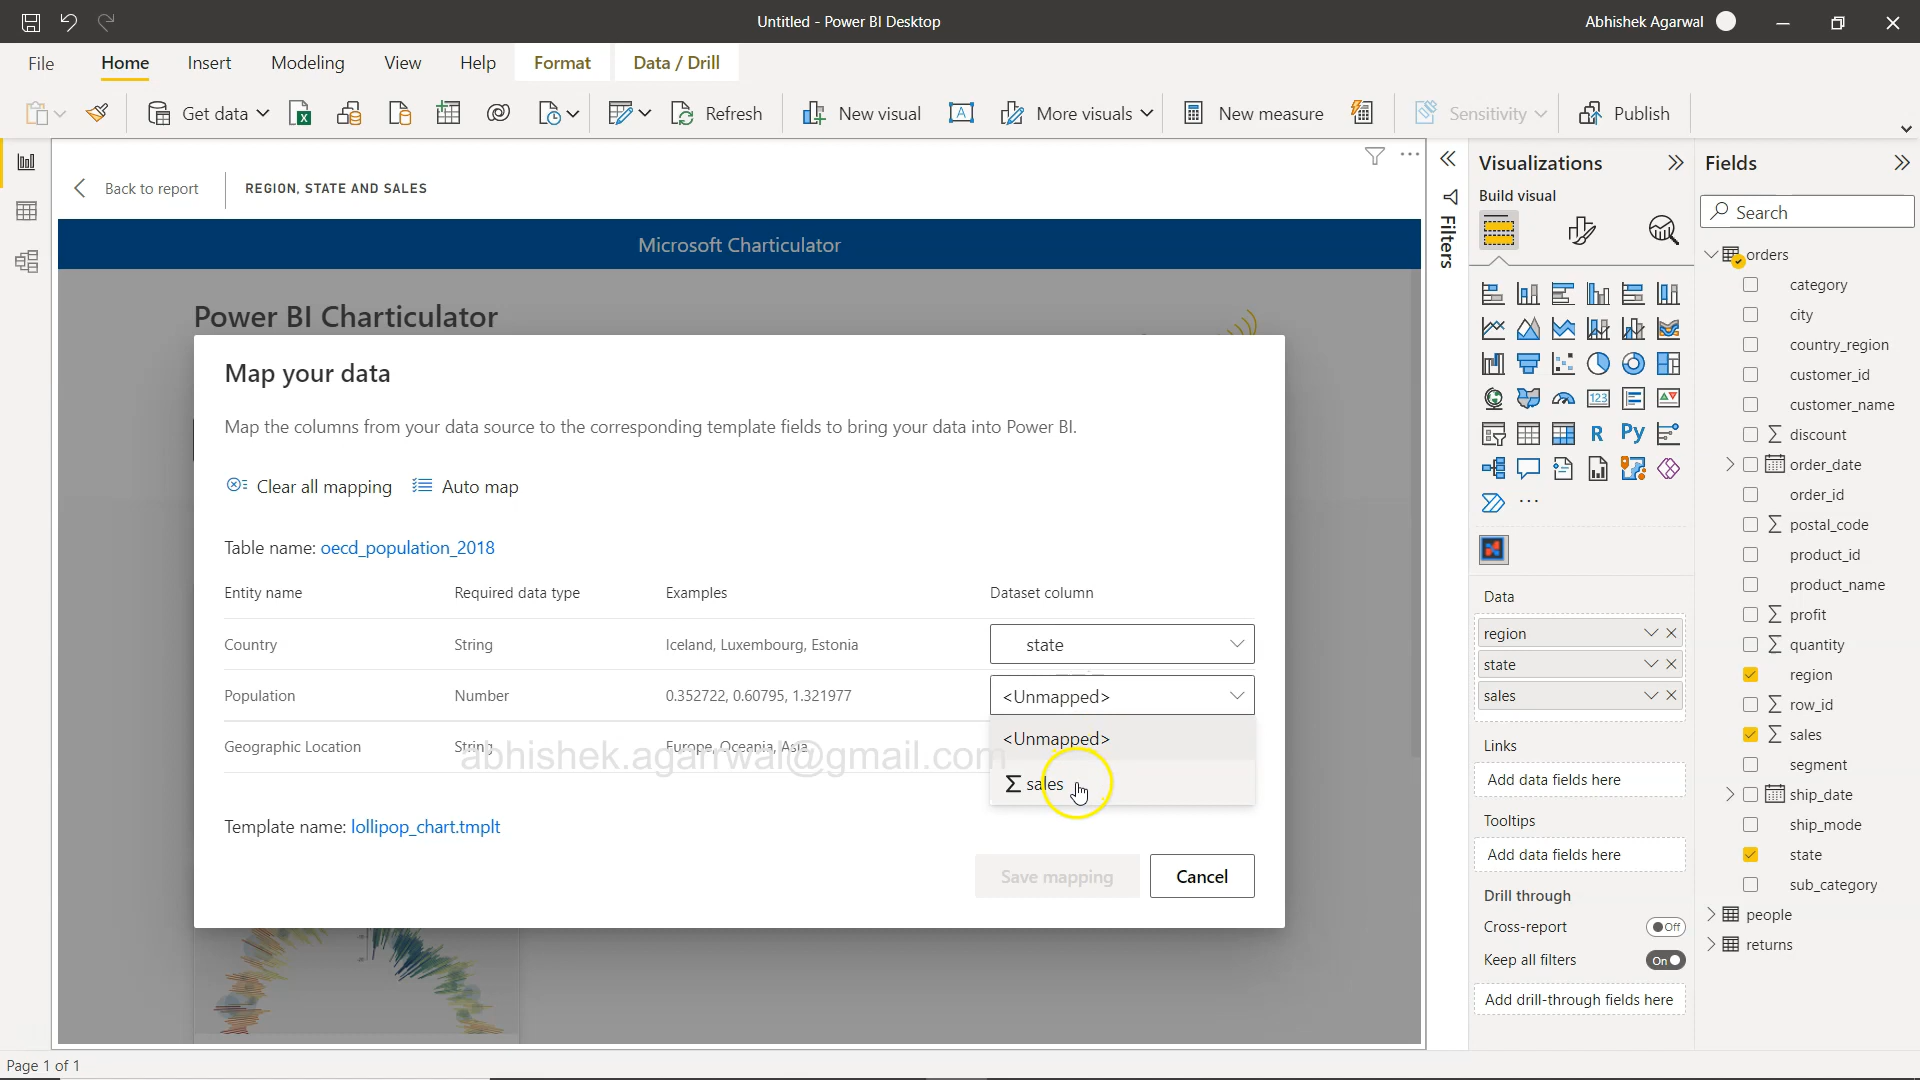 Untitled - Power BI Desktop
Abhishek Agarwal
File Home Insert Modeling View Help Format Data / Drill
Get data Refresh New visual More visuals New measure Sensitivity Publish
Back to report REGION, STATE AND SALES
Microsoft Charticulator
Power BI Charticulator
Map your data
Map the columns from your data source to the corresponding template fields to bring your data into Power BI.
Clear all mapping Auto map
Table name: oecd_population_2018
Entity name Required data type Examples Dataset column
Country String Iceland, Luxembourg, Estonia state
Population Number 0.352722, 0.60795, 1.321977 <Unmapped>
Geographic Location String Europe, Oceania, Asia
<Unmapped>
Σ sales
abhishek.agarrwal@gmail.com
Template name: lollipop_chart.tmplt
Save mapping Cancel
Filters
Visualizations
Build visual
123
R
Py
Data
region
state
sales
Links
Add data fields here
Tooltips
Add data fields here
Drill through
Cross-report Off
Keep all filters On
Add drill-through fields here
Fields
Search
orders
category
city
country_region
customer_id
customer_name
Σ discount
order_date
order_id
Σ postal_code
product_id
product_name
Σ profit
Σ quantity
region
Σ row_id
Σ sales
segment
ship_date
ship_mode
state
sub_category
people
returns
Page 1 of 1